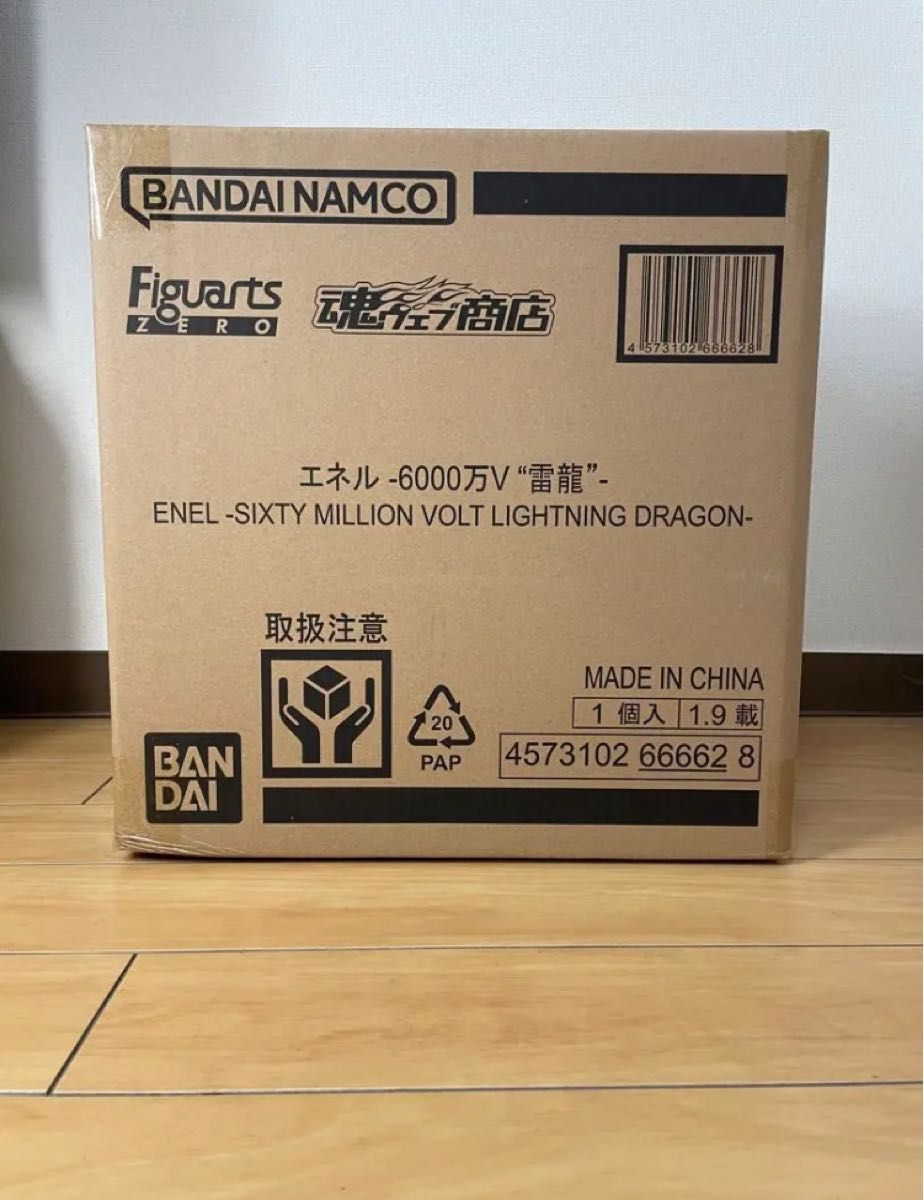 BANDAI NAMCO
Figuarts
ZERO
魂ウェブ商店
4 573102 666628
エネル -6000万V “雷龍”-
ENEL -SIXTY MILLION VOLT LIGHTNING DRAGON-
取扱注意
20
PAP
MADE IN CHINA
1 個入 1.9 載
4573102 66662 8
BAN
DAI